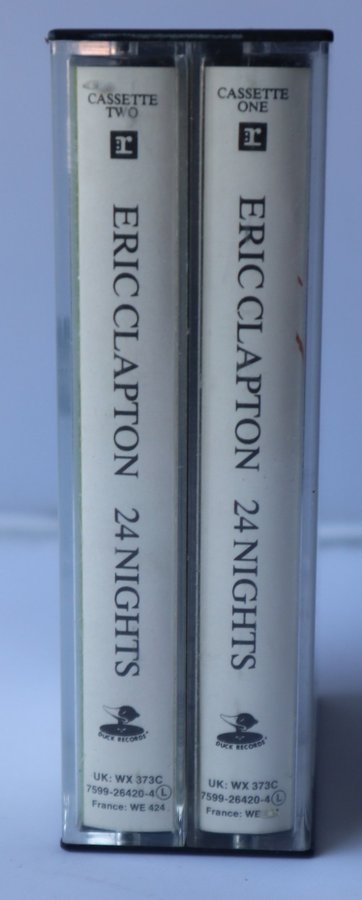 CASSETTE
TWO
r
ERIC CLAPTON 24 NIGHTS
DUCK RECORDS
UK: WX 373C
7599-26420-4 L
France: WE 424
CASSETTE
ONE
r
ERIC CLAPTON 24 NIGHTS
DUCK RECORDS
UK: WX 373C
7599-26420-4 L
France: WE